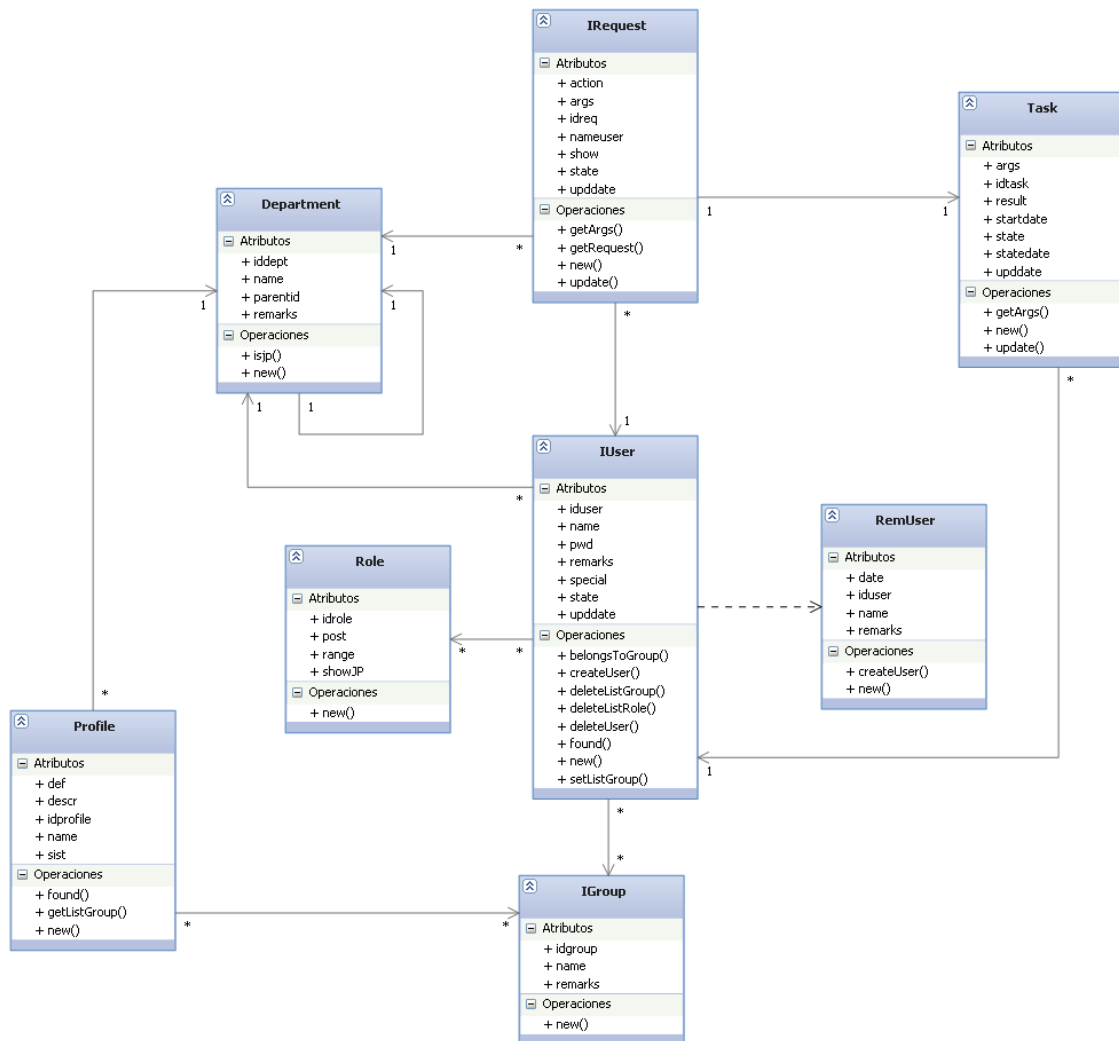 IRequest
Atributos
+ action
+ args
+ idreq
+ nameuser
+ show
+ state
+ upddate
Operaciones
+ getArgs()
+ getRequest()
+ new()
+ update()
Task
Atributos
+ args
+ idtask
+ result
+ startdate
+ state
+ statedate
+ upddate
Operaciones
+ getArgs()
+ new()
+ update()
1
1
Department
Atributos
+ iddept
+ name
+ parentid
+ remarks
Operaciones
+ isjp()
+ new()
1
*
1
1
1
1
*
*
1
*
IUser
Atributos
+ iduser
+ name
+ pwd
+ remarks
+ special
+ state
+ upddate
Operaciones
+ belongsToGroup()
+ createUser()
+ deleteListGroup()
+ deleteListRole()
+ deleteUser()
+ found()
+ new()
+ setListGroup()
RemUser
Atributos
+ date
+ iduser
+ name
+ remarks
Operaciones
+ createUser()
+ new()
Role
Atributos
+ idrole
+ post
+ range
+ showJP
Operaciones
+ new()
*
*
1
*
Profile
Atributos
+ def
+ descr
+ idprofile
+ name
+ sist
Operaciones
+ found()
+ getListGroup()
+ new()
*
*
*
*
IGroup
Atributos
+ idgroup
+ name
+ remarks
Operaciones
+ new()